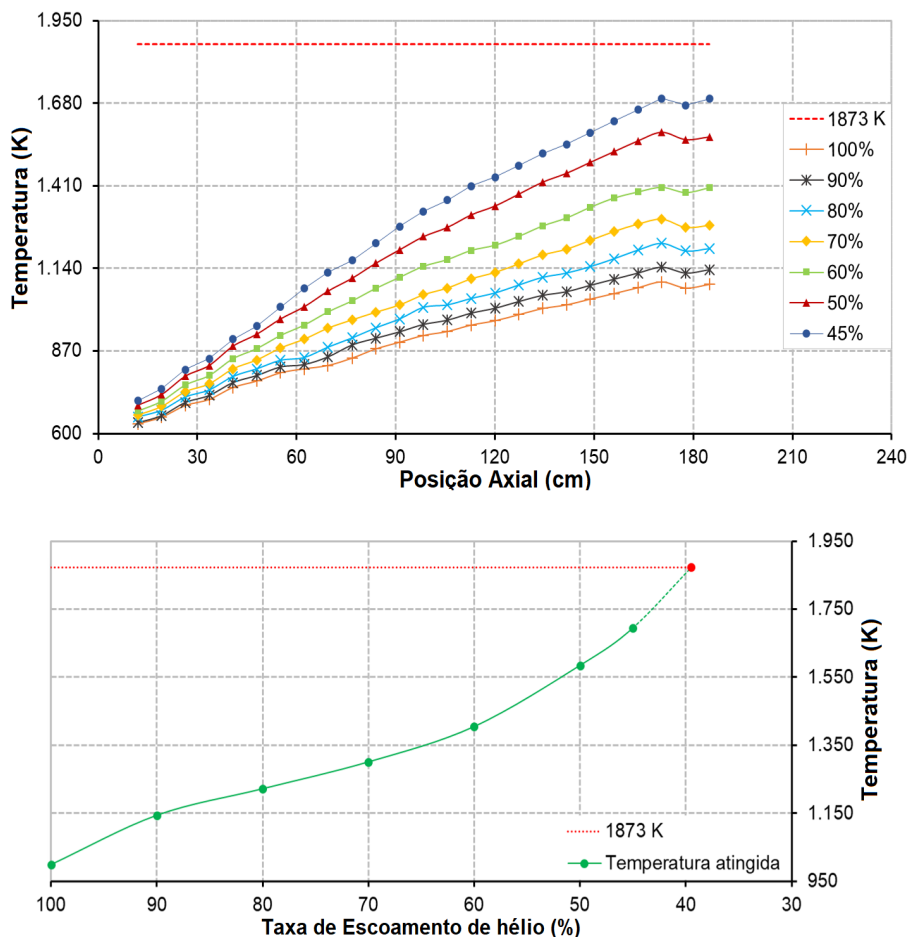 1.950
1.680
1.410
1.140
870
600
Temperatura (K)
0 30 60 90 120 150 180 210 240
Posição Axial (cm)
1873 K
100%
90%
80%
70%
60%
50%
45%
1.950
1.750
1.550
1.350
1.150
950
Temperatura (K)
1873 K
Temperatura atingida
100 90 80 70 60 50 40 30
Taxa de Escoamento de hélio (%)